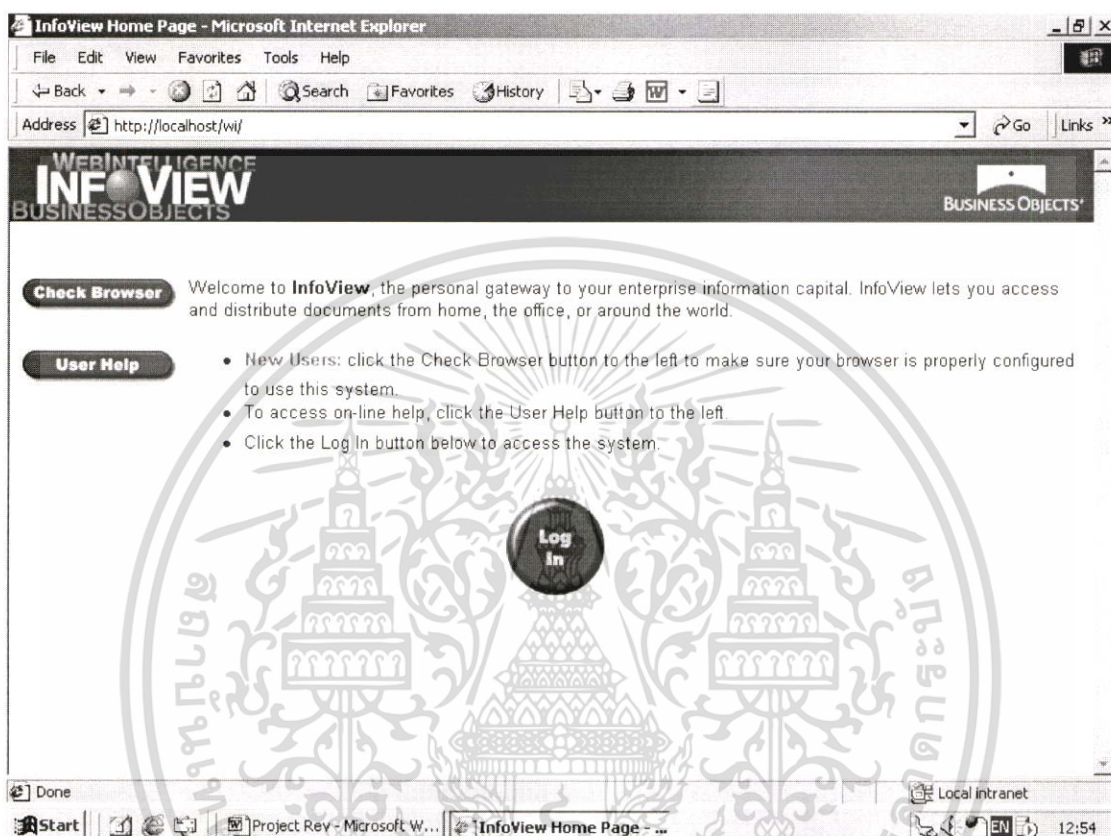 InfoView Home Page - Microsoft Internet Explorer
File Edit View Favorites Tools Help
Back Search Favorites History
Address http://localhost/wi/ Go Links »
WEBINTELLIGENCE
INFOVIEW
BUSINESSOBJECTS
BUSINESS OBJECTS
Check Browser
Welcome to InfoView, the personal gateway to your enterprise information capital. InfoView lets you access
and distribute documents from home, the office, or around the world.
User Help
• New Users: click the Check Browser button to the left to make sure your browser is properly configured
to use this system.
• To access on-line help, click the User Help button to the left.
• Click the Log In button below to access the system.
Log
In
Done
Local intranet
Start Project Rev - Microsoft W... InfoView Home Page - ... EN 12:54